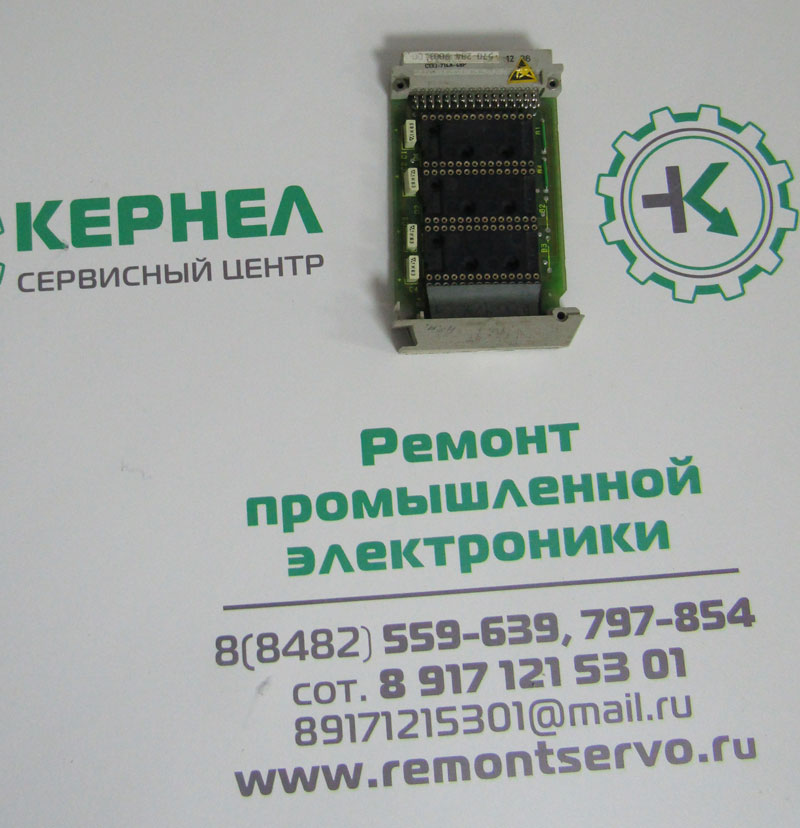 КЕРНЕЛ
СЕРВИСНЫЙ ЦЕНТР
Ремонт
промышленной
электроники
8(8482) 559-639, 797-854
сот. 8 917 121 53 01
89171215301@mail.ru
www.remontservo.ru